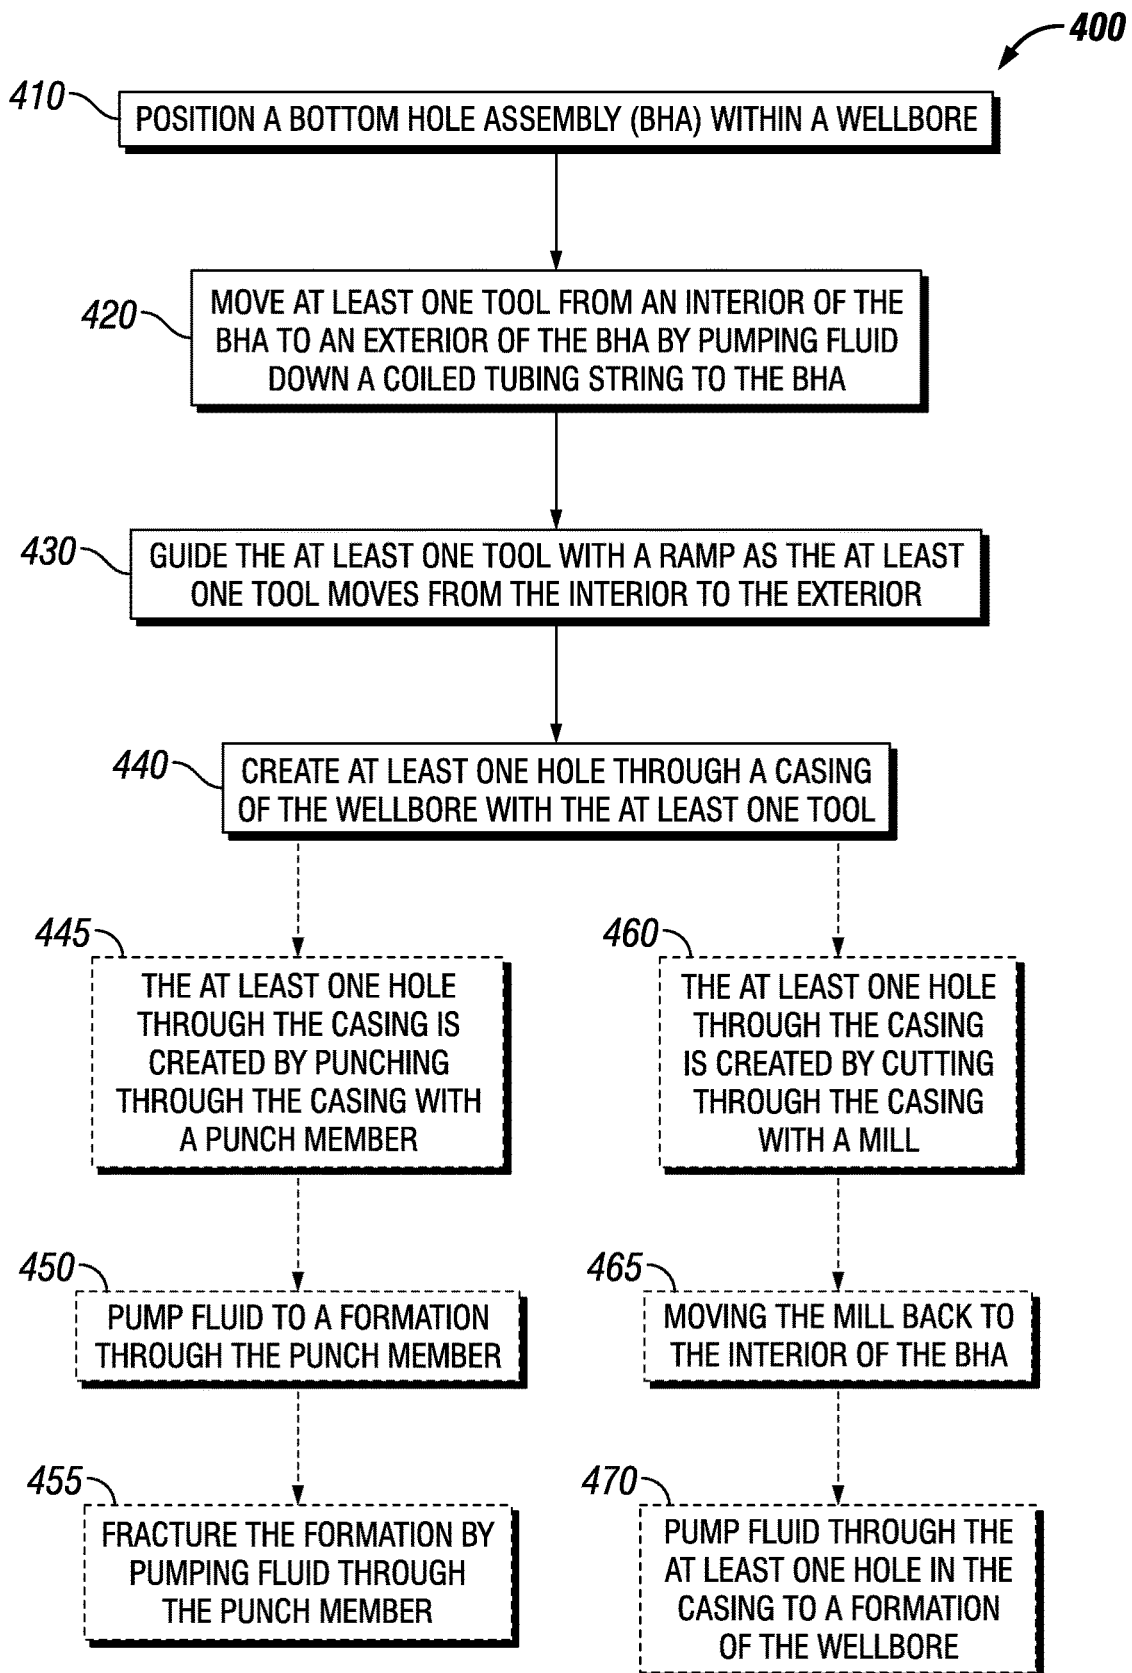 400
410
POSITION A BOTTOM HOLE ASSEMBLY (BHA) WITHIN A WELLBORE
420
MOVE AT LEAST ONE TOOL FROM AN INTERIOR OF THE
BHA TO AN EXTERIOR OF THE BHA BY PUMPING FLUID
DOWN A COILED TUBING STRING TO THE BHA
430
GUIDE THE AT LEAST ONE TOOL WITH A RAMP AS THE AT LEAST
ONE TOOL MOVES FROM THE INTERIOR TO THE EXTERIOR
440
CREATE AT LEAST ONE HOLE THROUGH A CASING
OF THE WELLBORE WITH THE AT LEAST ONE TOOL
445
THE AT LEAST ONE HOLE
THROUGH THE CASING IS
CREATED BY PUNCHING
THROUGH THE CASING WITH
A PUNCH MEMBER
450
PUMP FLUID TO A FORMATION
THROUGH THE PUNCH MEMBER
455
FRACTURE THE FORMATION BY
PUMPING FLUID THROUGH
THE PUNCH MEMBER
460
THE AT LEAST ONE HOLE
THROUGH THE CASING
IS CREATED BY CUTTING
THROUGH THE CASING
WITH A MILL
465
MOVING THE MILL BACK TO
THE INTERIOR OF THE BHA
470
PUMP FLUID THROUGH THE
AT LEAST ONE HOLE IN THE
CASING TO A FORMATION
OF THE WELLBORE